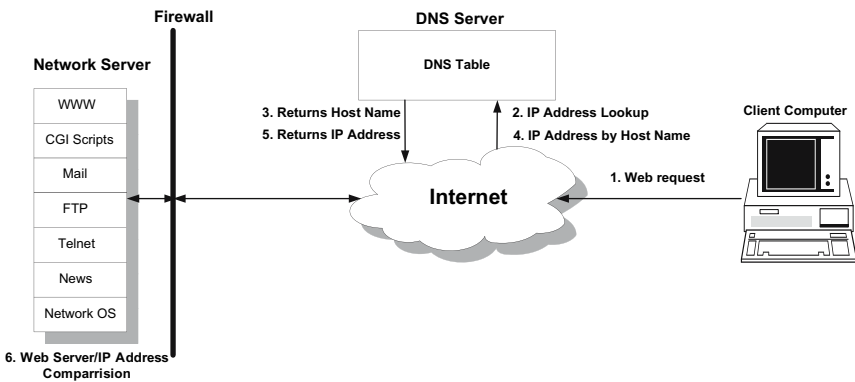 Firewall
DNS Server
Network Server
DNS Table
WWW
CGI Scripts
Mail
FTP
Telnet
News
Network OS
3. Returns Host Name
5. Returns IP Address
2. IP Address Lookup
4. IP Address by Host Name
Client Computer
1. Web request
Internet
6. Web Server/IP Address
Comparrision